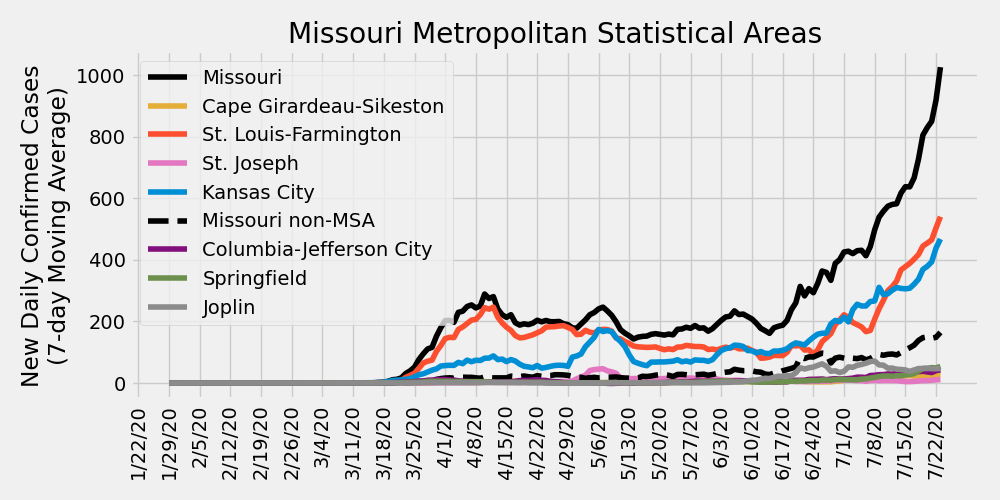 Missouri Metropolitan Statistical Areas
New Daily Confirmed Cases
(7-day Moving Average)
1000
800
600
400
200
0
Missouri
Cape Girardeau-Sikeston
St. Louis-Farmington
St. Joseph
Kansas City
Missouri non-MSA
Columbia-Jefferson City
Springfield
Joplin
1/22/20
1/29/20
2/5/20
2/12/20
2/19/20
2/26/20
3/4/20
3/11/20
3/18/20
3/25/20
4/1/20
4/8/20
4/15/20
4/22/20
4/29/20
5/6/20
5/13/20
5/20/20
5/27/20
6/3/20
6/10/20
6/17/20
6/24/20
7/1/20
7/8/20
7/15/20
7/22/20